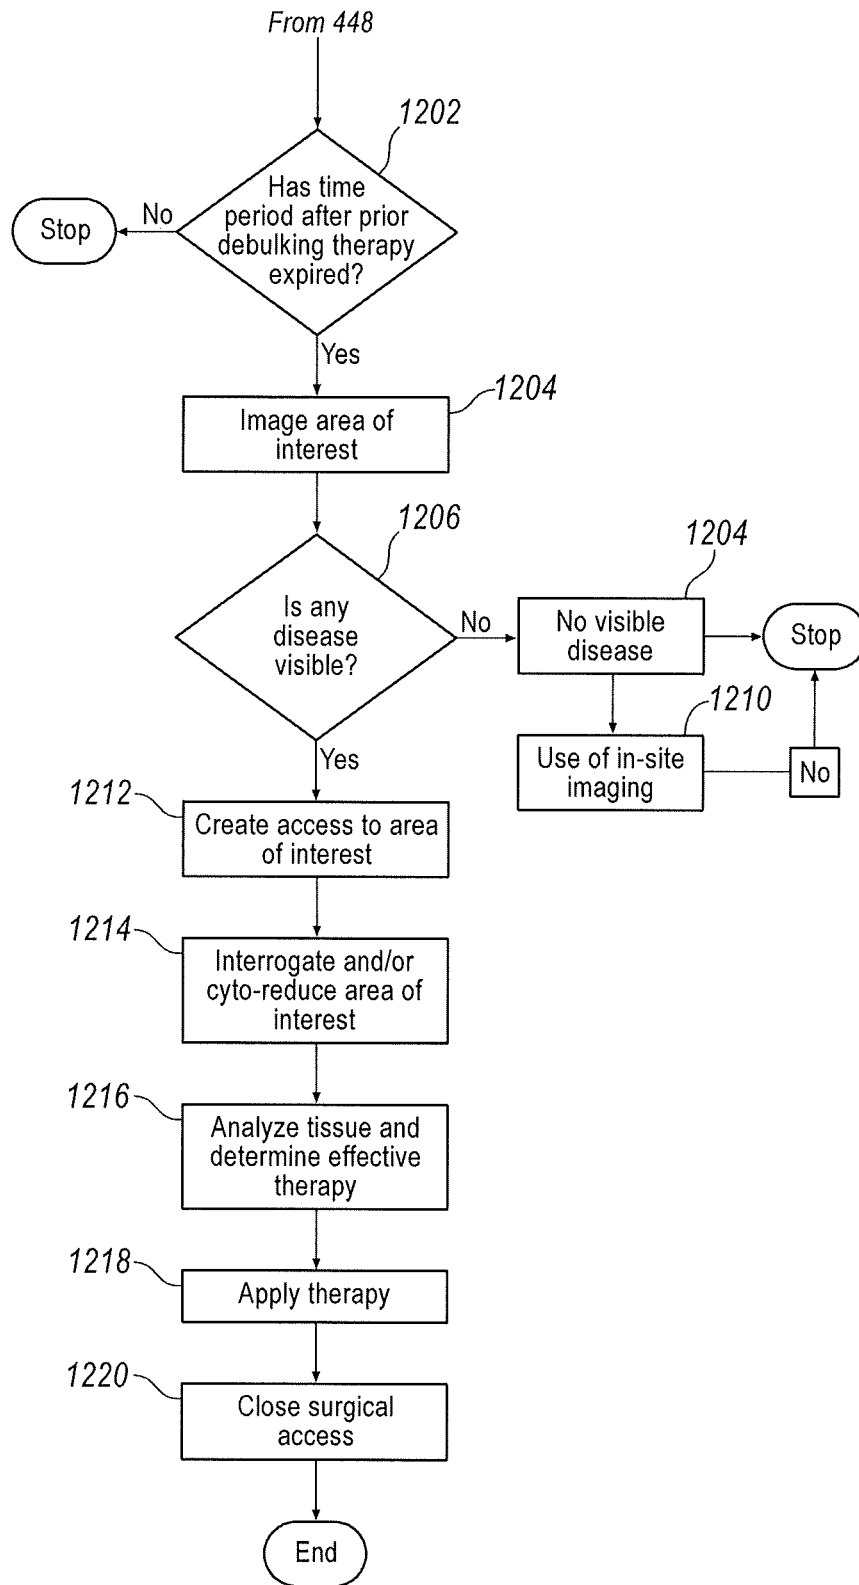 From 448
1202
Has time
period after prior
debulking therapy
expired?
No
Stop
Yes
1204
Image area of
interest
1206
Is any
disease
visible?
No
1204
No visible
disease
Stop
1210
Use of in-site
imaging
No
Yes
1212
Create access to area
of interest
1214
Interrogate and/or
cyto-reduce area of
interest
1216
Analyze tissue and
determine effective
therapy
1218
Apply therapy
1220
Close surgical
access
End